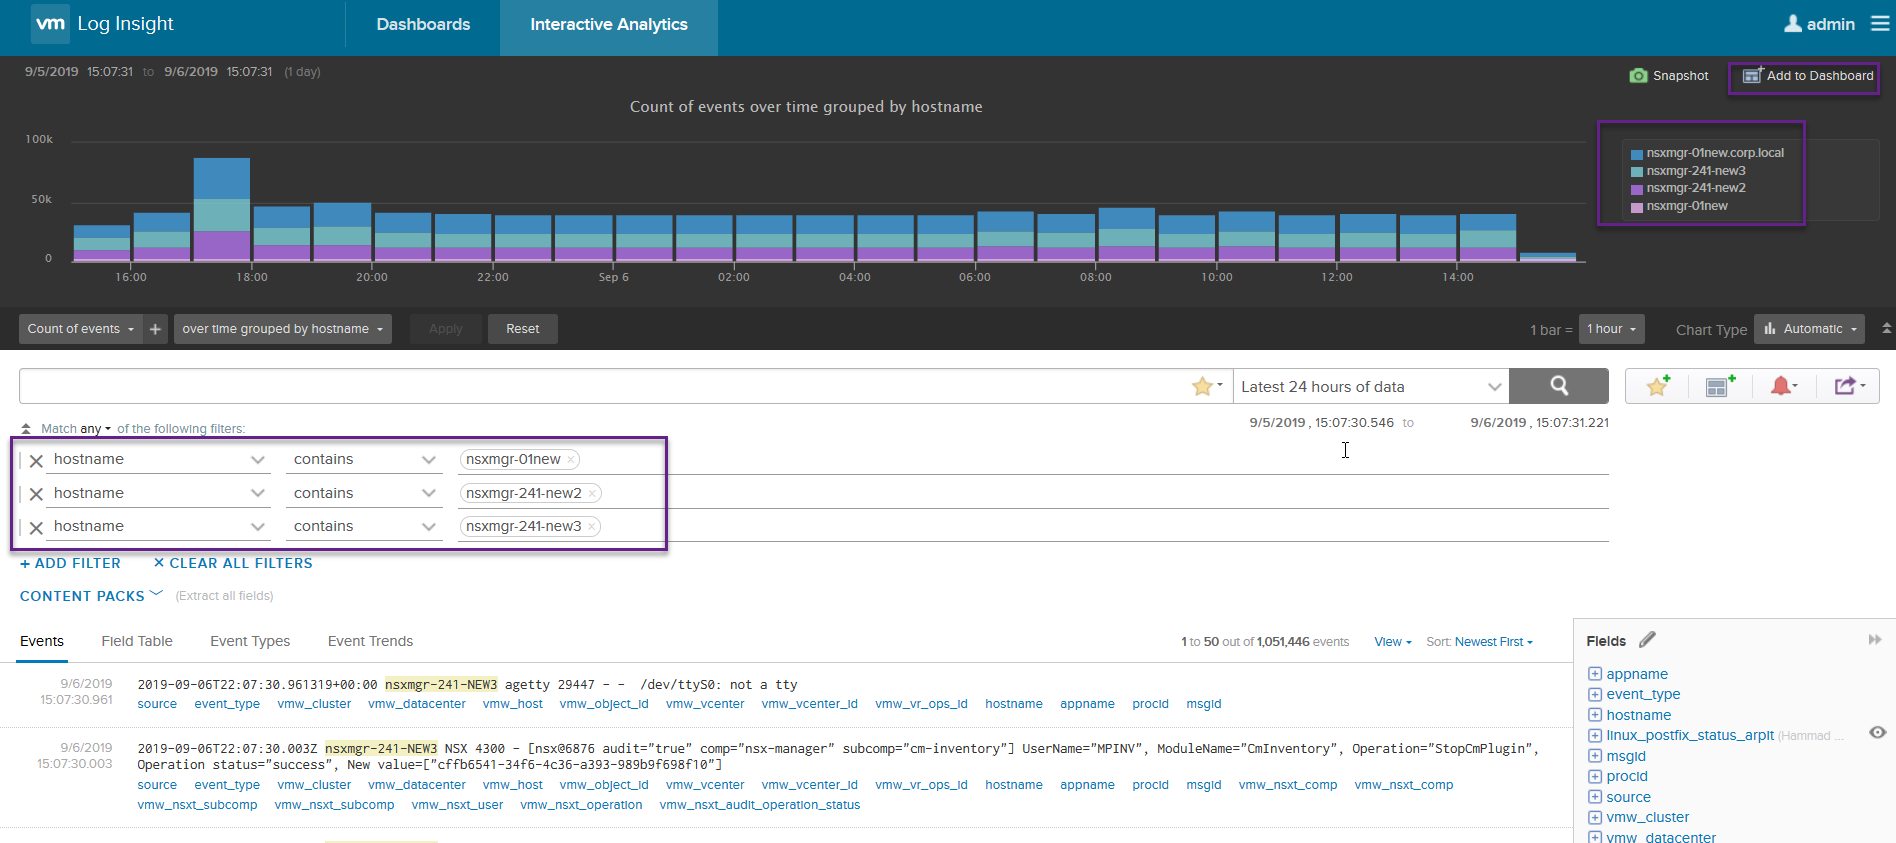 vm Log Insight Dashboards Interactive Analytics admin
9/5/2019 15:07:31 to 9/6/2019 15:07:31 (1 day)
Snapshot Add to Dashboard
Count of events over time grouped by hostname
100k
50k
0
16:00 18:00 20:00 22:00 Sep 6 02:00 04:00 06:00 08:00 10:00 12:00 14:00
nsxmgr-01new.corp.local
nsxmgr-241-new3
nsxmgr-241-new2
nsxmgr-01new
Count of events + over time grouped by hostname Apply Reset 1 bar = 1 hour Chart Type Automatic
Latest 24 hours of data
9/5/2019 , 15:07:30.546 to 9/6/2019 , 15:07:31.221
Match any of the following filters:
hostname contains nsxmgr-01new ×
hostname contains nsxmgr-241-new2 ×
hostname contains nsxmgr-241-new3 ×
+ ADD FILTER × CLEAR ALL FILTERS
CONTENT PACKS (Extract all fields)
Events Field Table Event Types Event Trends 1 to 50 out of 1,051,446 events View Sort: Newest First
9/6/2019
15:07:30.961
2019-09-06T22:07:30.961319+00:00 nsxmgr-241-NEW3 agetty 29447 - - /dev/ttyS0: not a tty
source event_type vmw_cluster vmw_datacenter vmw_host vmw_object_id vmw_vcenter vmw_vcenter_id vmw_vr_ops_id hostname appname procid msgid
9/6/2019
15:07:30.003
2019-09-06T22:07:30.003Z nsxmgr-241-NEW3 NSX 4300 - [nsx@6876 audit="true" comp="nsx-manager" subcomp="cm-inventory"] UserName="MPINV", ModuleName="CmInventory", Operation="StopCmPlugin",
Operation status="success", New value=["cffb6541-34f6-4c36-a393-989b9f698f10"]
source event_type vmw_cluster vmw_datacenter vmw_host vmw_object_id vmw_vcenter vmw_vcenter_id vmw_vr_ops_id hostname appname procid msgid vmw_nsxt_comp vmw_nsxt_comp
vmw_nsxt_subcomp vmw_nsxt_subcomp vmw_nsxt_user vmw_nsxt_operation vmw_nsxt_audit_operation_status
Fields
appname
event_type
hostname
linux_postfix_status_arpit (Hammad ...
msgid
procid
source
vmw_cluster
vmw_datacenter